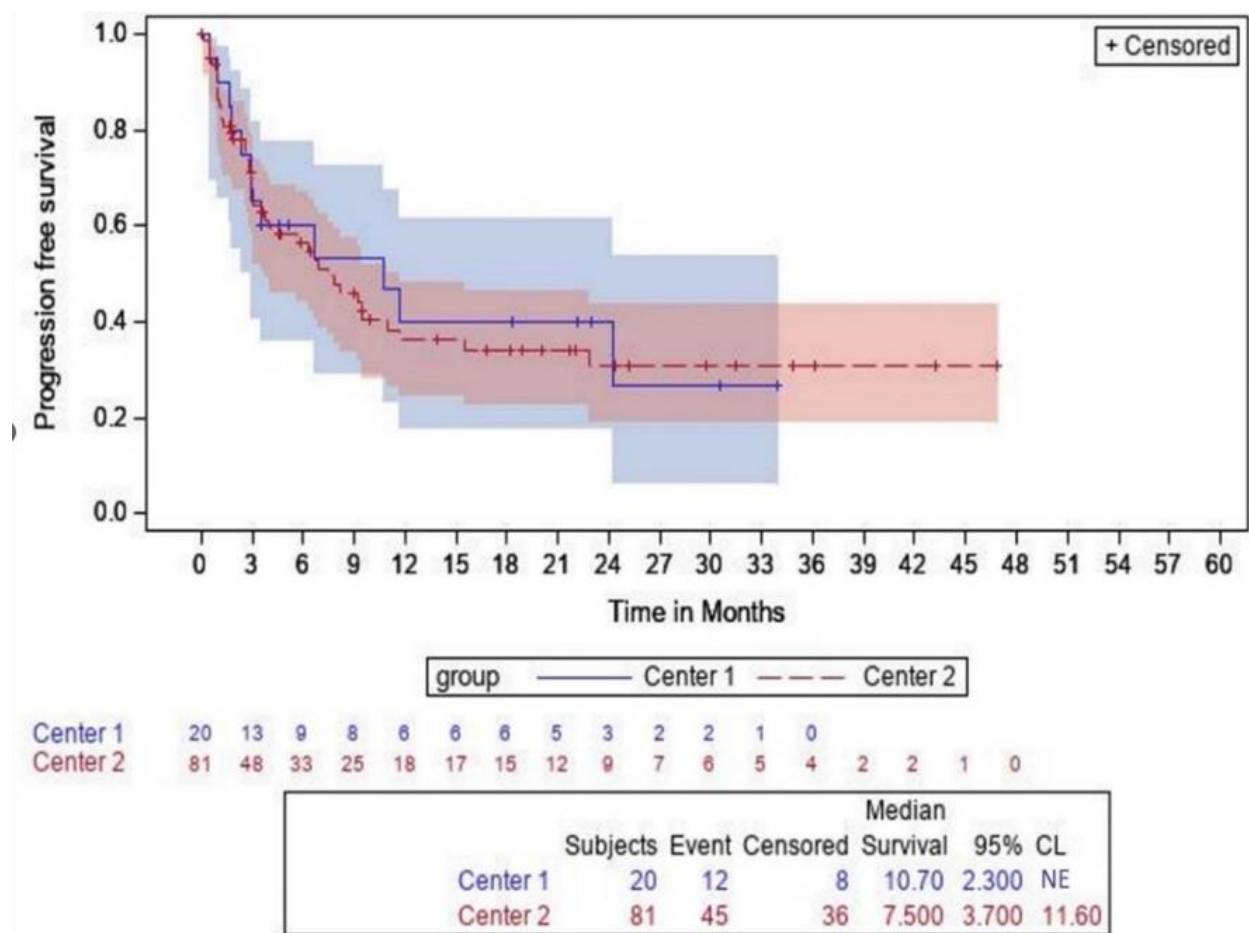 + Censored
Progression free survival
1.0
0.8
0.6
0.4
0.2
0.0
0 3 6 9 12 15 18 21 24 27 30 33 36 39 42 45 48 51 54 57 60
Time in Months
group Center 1 Center 2
Center 1 20 13 9 8 6 6 6 5 3 2 2 1 0
Center 2 81 48 33 25 18 17 15 12 9 7 6 5 4 2 2 1 0
Median
Subjects Event Censored Survival 95% CL
Center 1 20 12 8 10.70 2.300 NE
Center 2 81 45 36 7.500 3.700 11.60